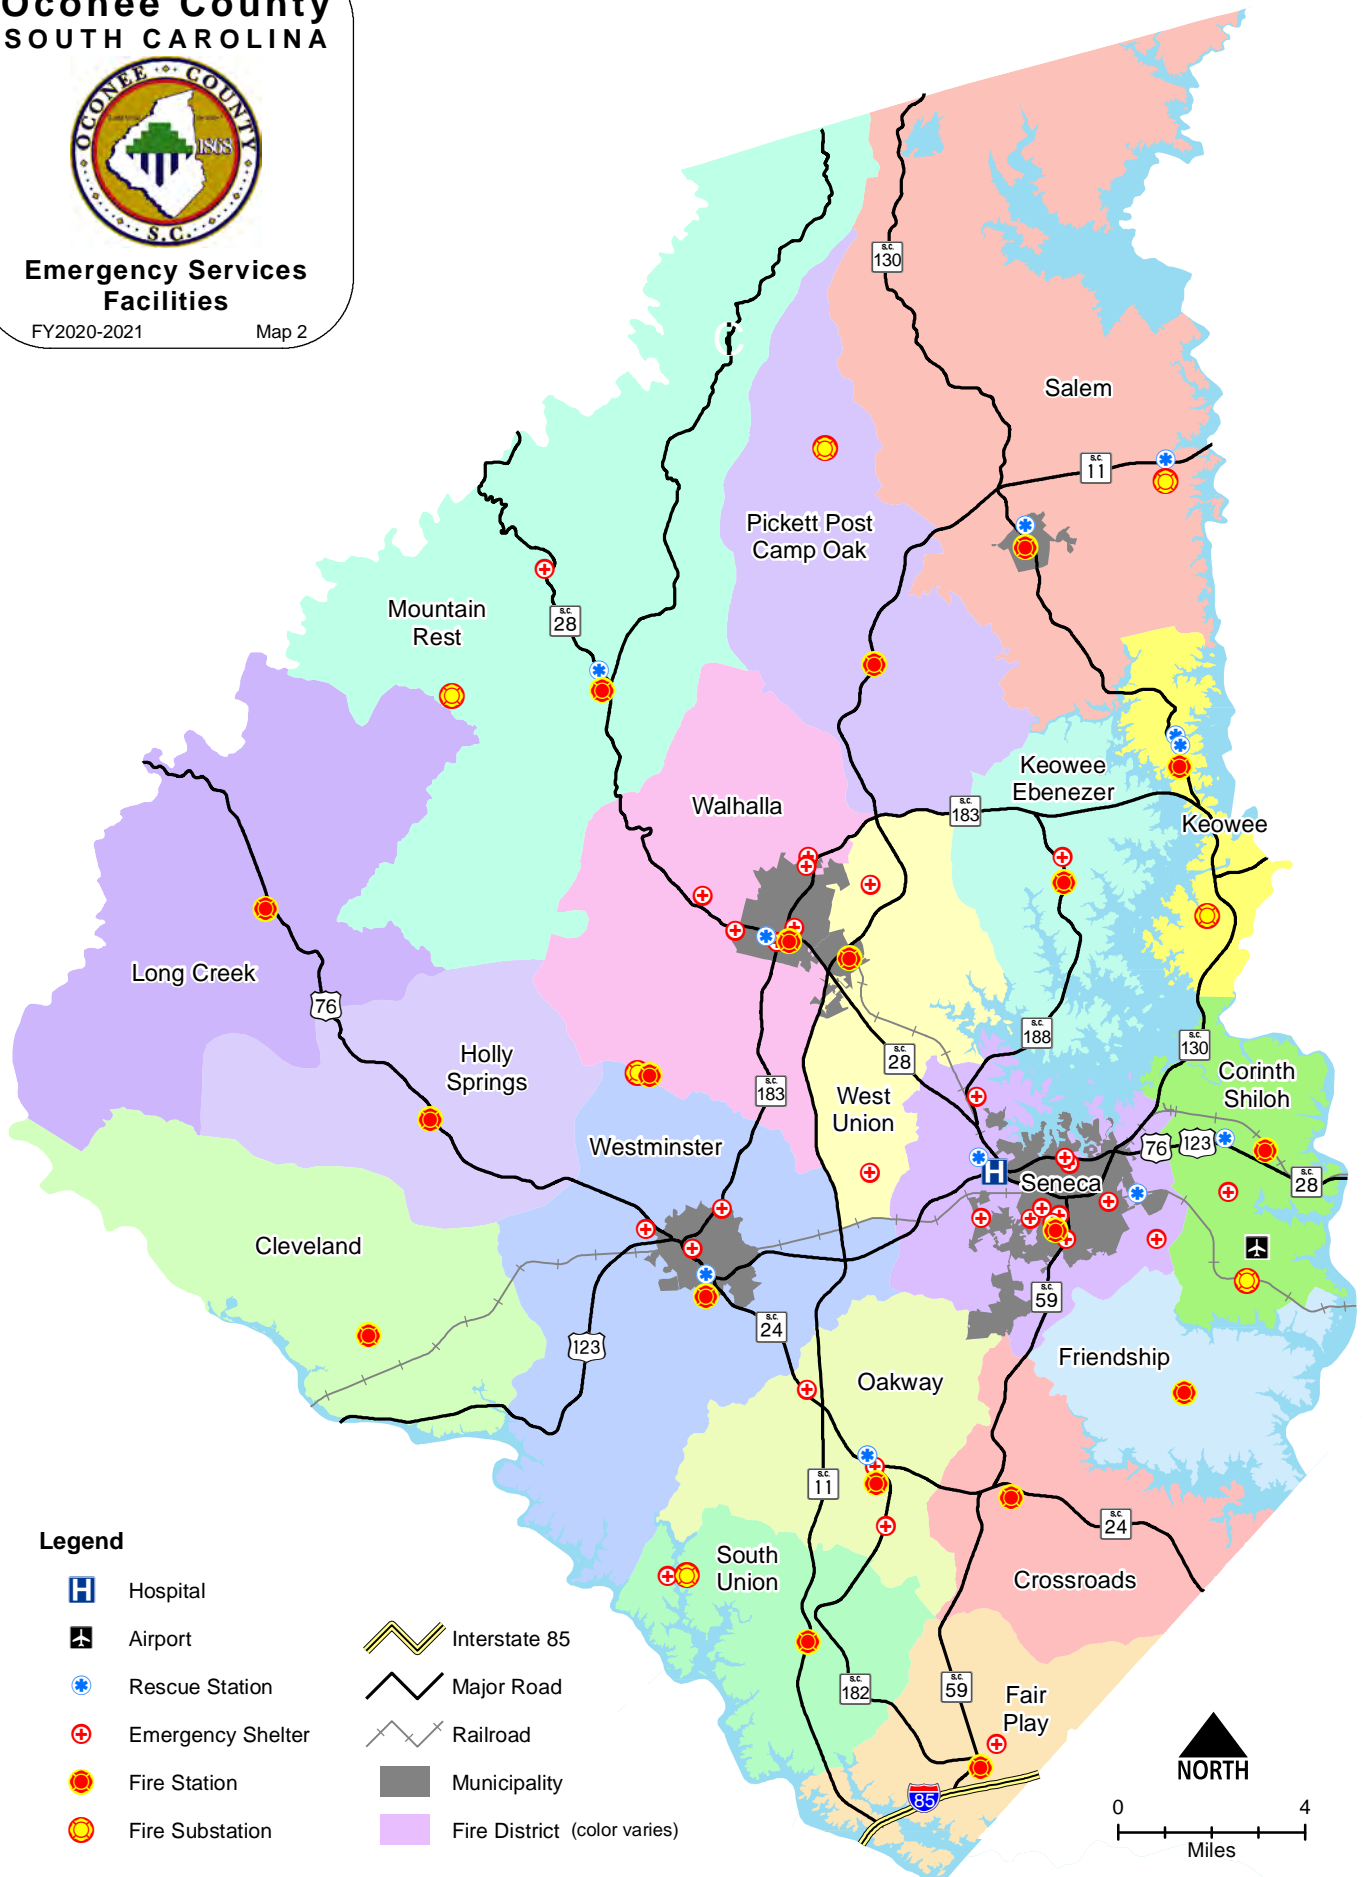 Oconee County
SOUTH CAROLINA
OCONEE COUNTY
1868
S.C.
Emergency Services
Facilities
FY2020-2021 Map 2
S.C.
130
Salem
S.C.
11
Pickett Post
Camp Oak
Mountain
Rest
S.C.
28
Keowee
Ebenezer
Walhalla
S.C.
183
Keowee
Long Creek
76
Holly
Springs
S.C.
28
S.C.
188
S.C.
130
Corinth
Shiloh
S.C.
183
West
Union
Westminster
76
123
Seneca
S.C.
28
Cleveland
S.C.
59
S.C.
24
123
Friendship
Oakway
S.C.
11
S.C.
24
South
Union
Crossroads
S.C.
182
S.C.
59
Fair
Play
85
Legend
H Hospital
Airport
Rescue Station
Emergency Shelter
Fire Station
Fire Substation
Interstate 85
Major Road
Railroad
Municipality
Fire District (color varies)
NORTH
0 4
Miles